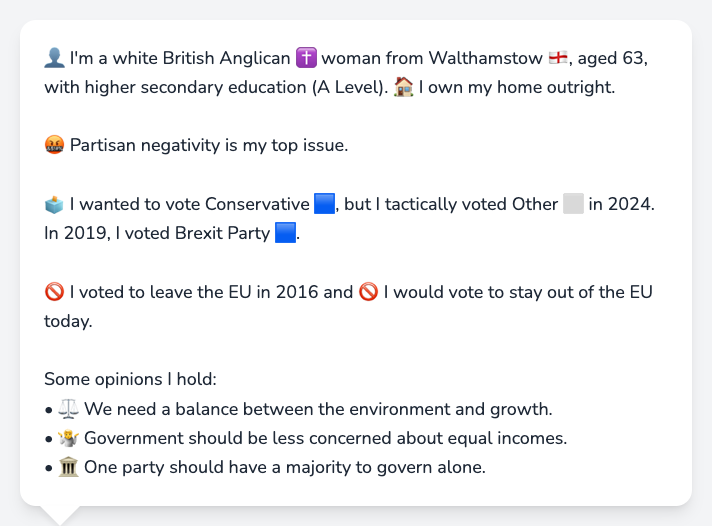 👤 I'm a white British Anglican ✝️ woman from Walthamstow 🏴󠁧󠁢󠁥󠁮󠁧󠁿, aged 63,
with higher secondary education (A Level). 🏠 I own my home outright.
🤬 Partisan negativity is my top issue.
🗳️ I wanted to vote Conservative 🟦, but I tactically voted Other ⬜ in 2024.
In 2019, I voted Brexit Party 🟦.
🚫 I voted to leave the EU in 2016 and 🚫 I would vote to stay out of the EU
today.
Some opinions I hold:
• ⚖️ We need a balance between the environment and growth.
• 🤷 Government should be less concerned about equal incomes.
• 🏛️ One party should have a majority to govern alone.